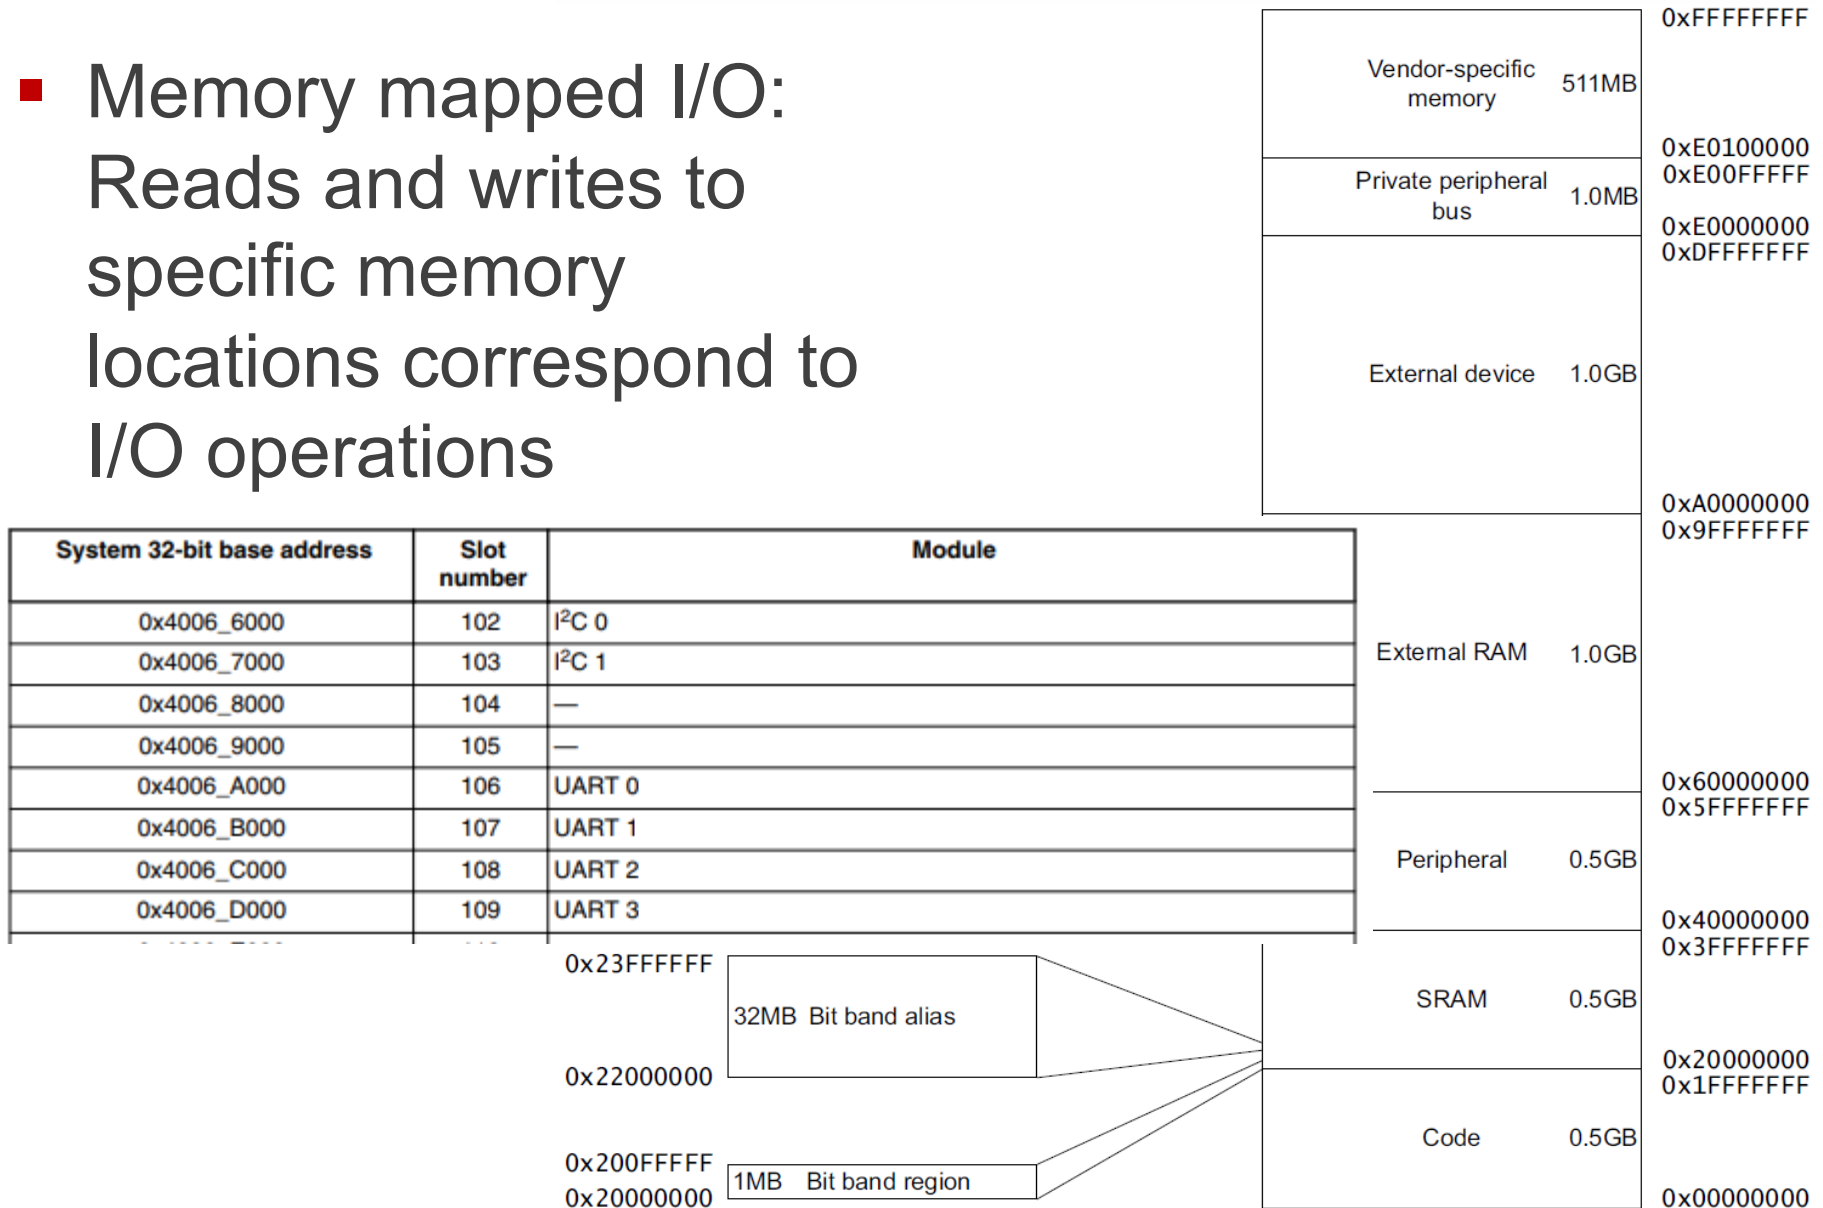 Memory mapped I/O:
Reads and writes to
specific memory
locations correspond to
I/O operations
System 32-bit base address Slot number Module
0x4006_6000 102 I²C 0
0x4006_7000 103 I²C 1
0x4006_8000 104 —
0x4006_9000 105 —
0x4006_A000 106 UART 0
0x4006_B000 107 UART 1
0x4006_C000 108 UART 2
0x4006_D000 109 UART 3
0xFFFFFFFF
Vendor-specific
memory 511MB
0xE0100000
0xE00FFFFF
Private peripheral
bus 1.0MB
0xE0000000
0xDFFFFFFF
External device 1.0GB
0xA0000000
0x9FFFFFFF
External RAM 1.0GB
0x60000000
0x5FFFFFFF
Peripheral 0.5GB
0x40000000
0x3FFFFFFF
SRAM 0.5GB
0x20000000
0x1FFFFFFF
Code 0.5GB
0x00000000
0x23FFFFFF
32MB Bit band alias
0x22000000
0x200FFFFF
1MB Bit band region
0x20000000